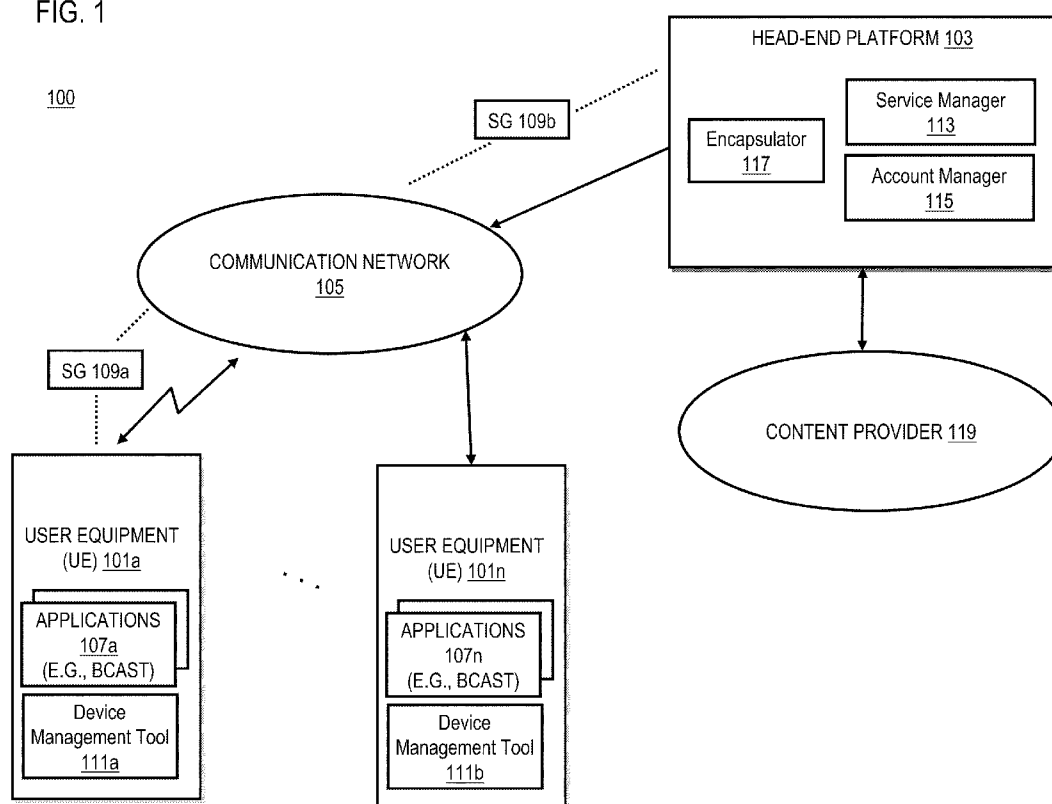 FIG. 1
100
HEAD-END PLATFORM 103
Service Manager
113
Encapsulator
117
Account Manager
115
SG 109b
COMMUNICATION NETWORK
105
SG 109a
CONTENT PROVIDER 119
USER EQUIPMENT
(UE) 101a
APPLICATIONS
107a
(E.G., BCAST)
Device
Management Tool
111a
. . .
USER EQUIPMENT
(UE) 101n
APPLICATIONS
107n
(E.G., BCAST)
Device
Management Tool
111b